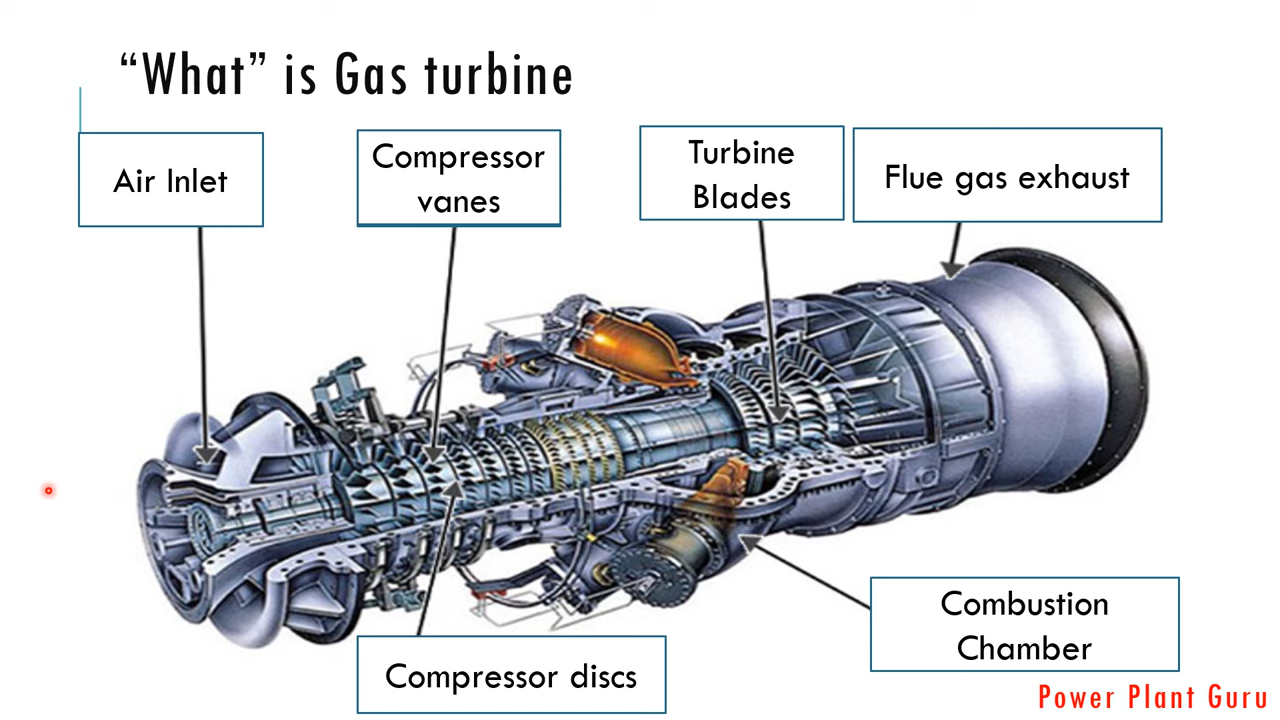 “What” is Gas turbine
Air Inlet
Compressor
vanes
Turbine
Blades
Flue gas exhaust
Combustion
Chamber
Compressor discs
Power Plant Guru